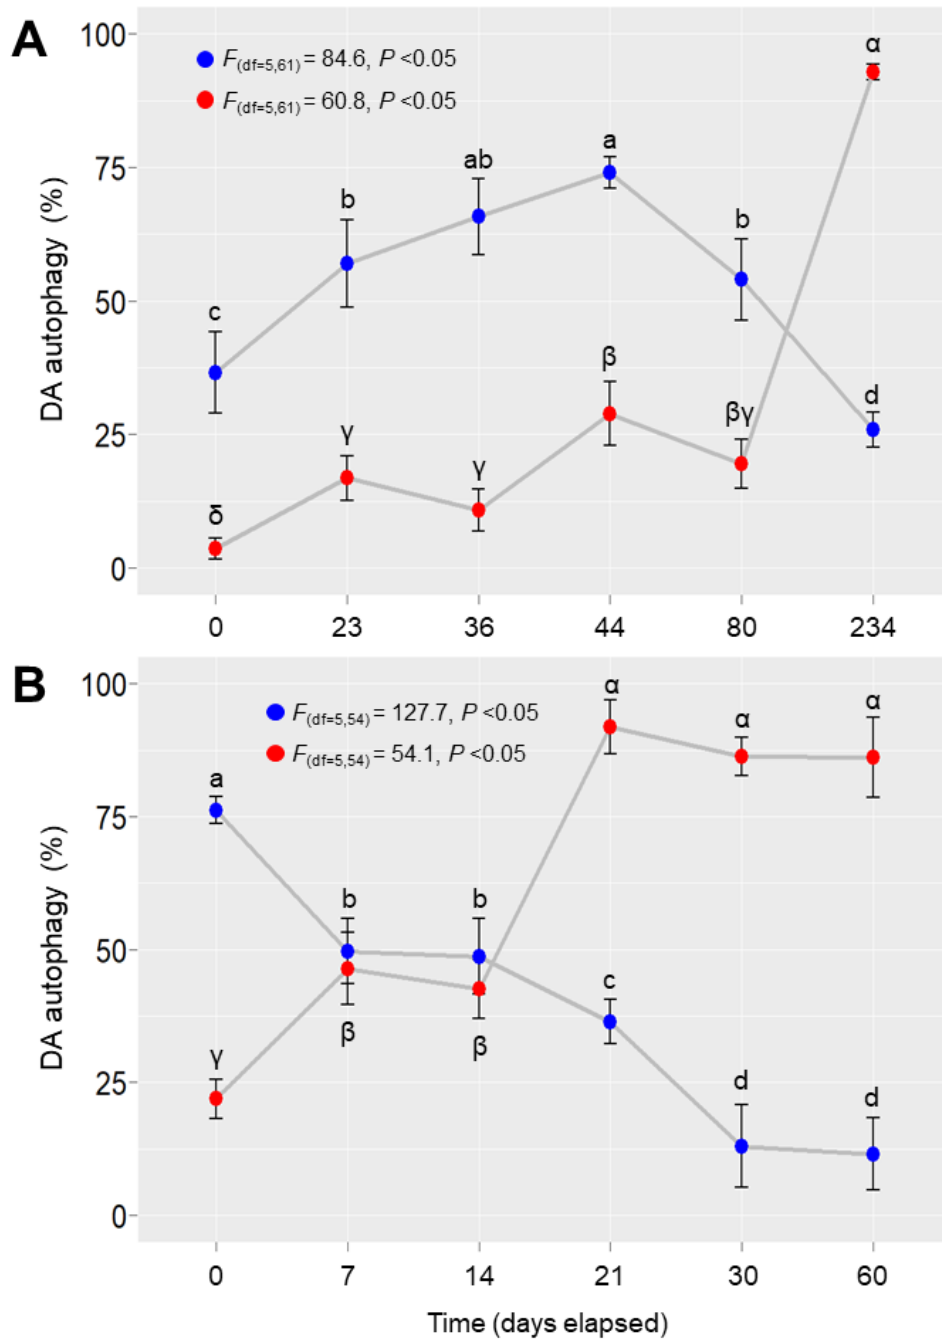 A
100
75
50
25
0
DA autophagy (%)
F(df=5,61) = 84.6, P <0.05
F(df=5,61) = 60.8, P <0.05
c
b
ab
a
b
d
δ
γ
γ
β
βγ
α
0 23 36 44 80 234
B
100
75
50
25
0
DA autophagy (%)
F(df=5,54) = 127.7, P <0.05
F(df=5,54) = 54.1, P <0.05
a
b
b
c
d
d
γ
β
β
α
α
α
0 7 14 21 30 60
Time (days elapsed)